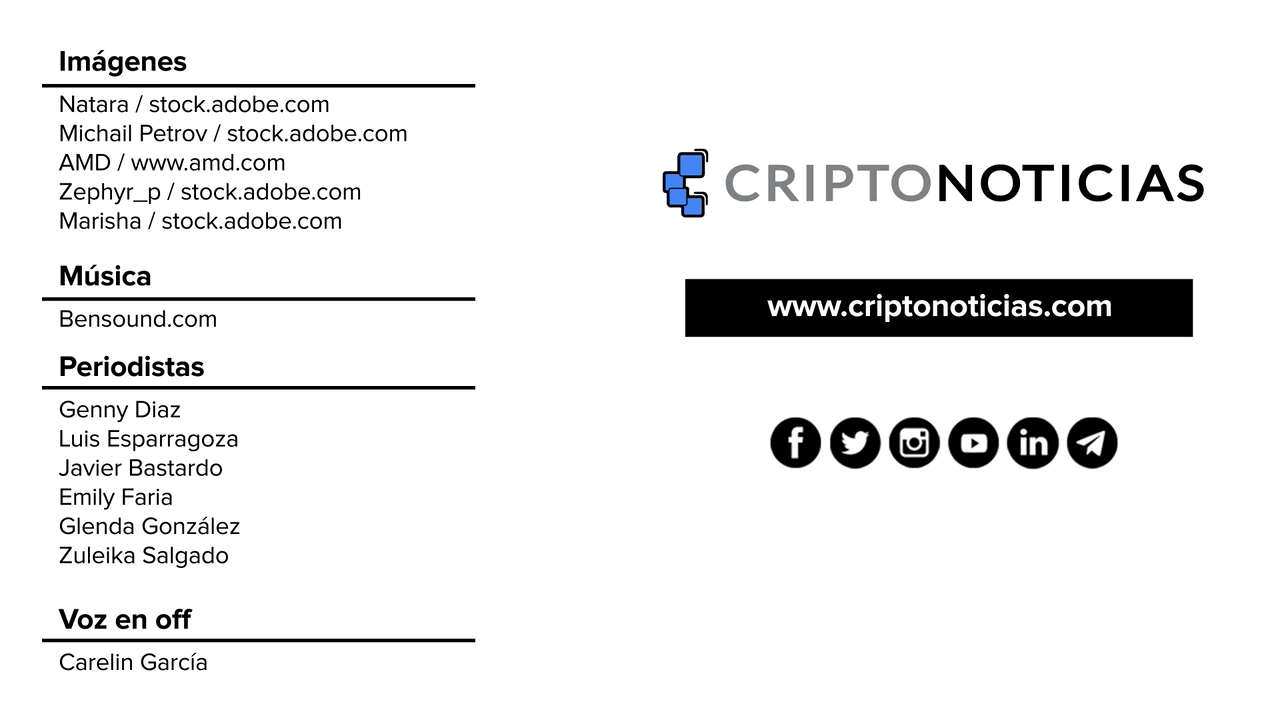 Imágenes
Natara / stock.adobe.com
Michail Petrov / stock.adobe.com
AMD / www.amd.com
Zephyr_p / stock.adobe.com
Marisha / stock.adobe.com
Música
Bensound.com
Periodistas
Genny Diaz
Luis Esparragoza
Javier Bastardo
Emily Faria
Glenda González
Zuleika Salgado
Voz en off
Carelin García
CRIPTONOTICIAS
www.criptonoticias.com